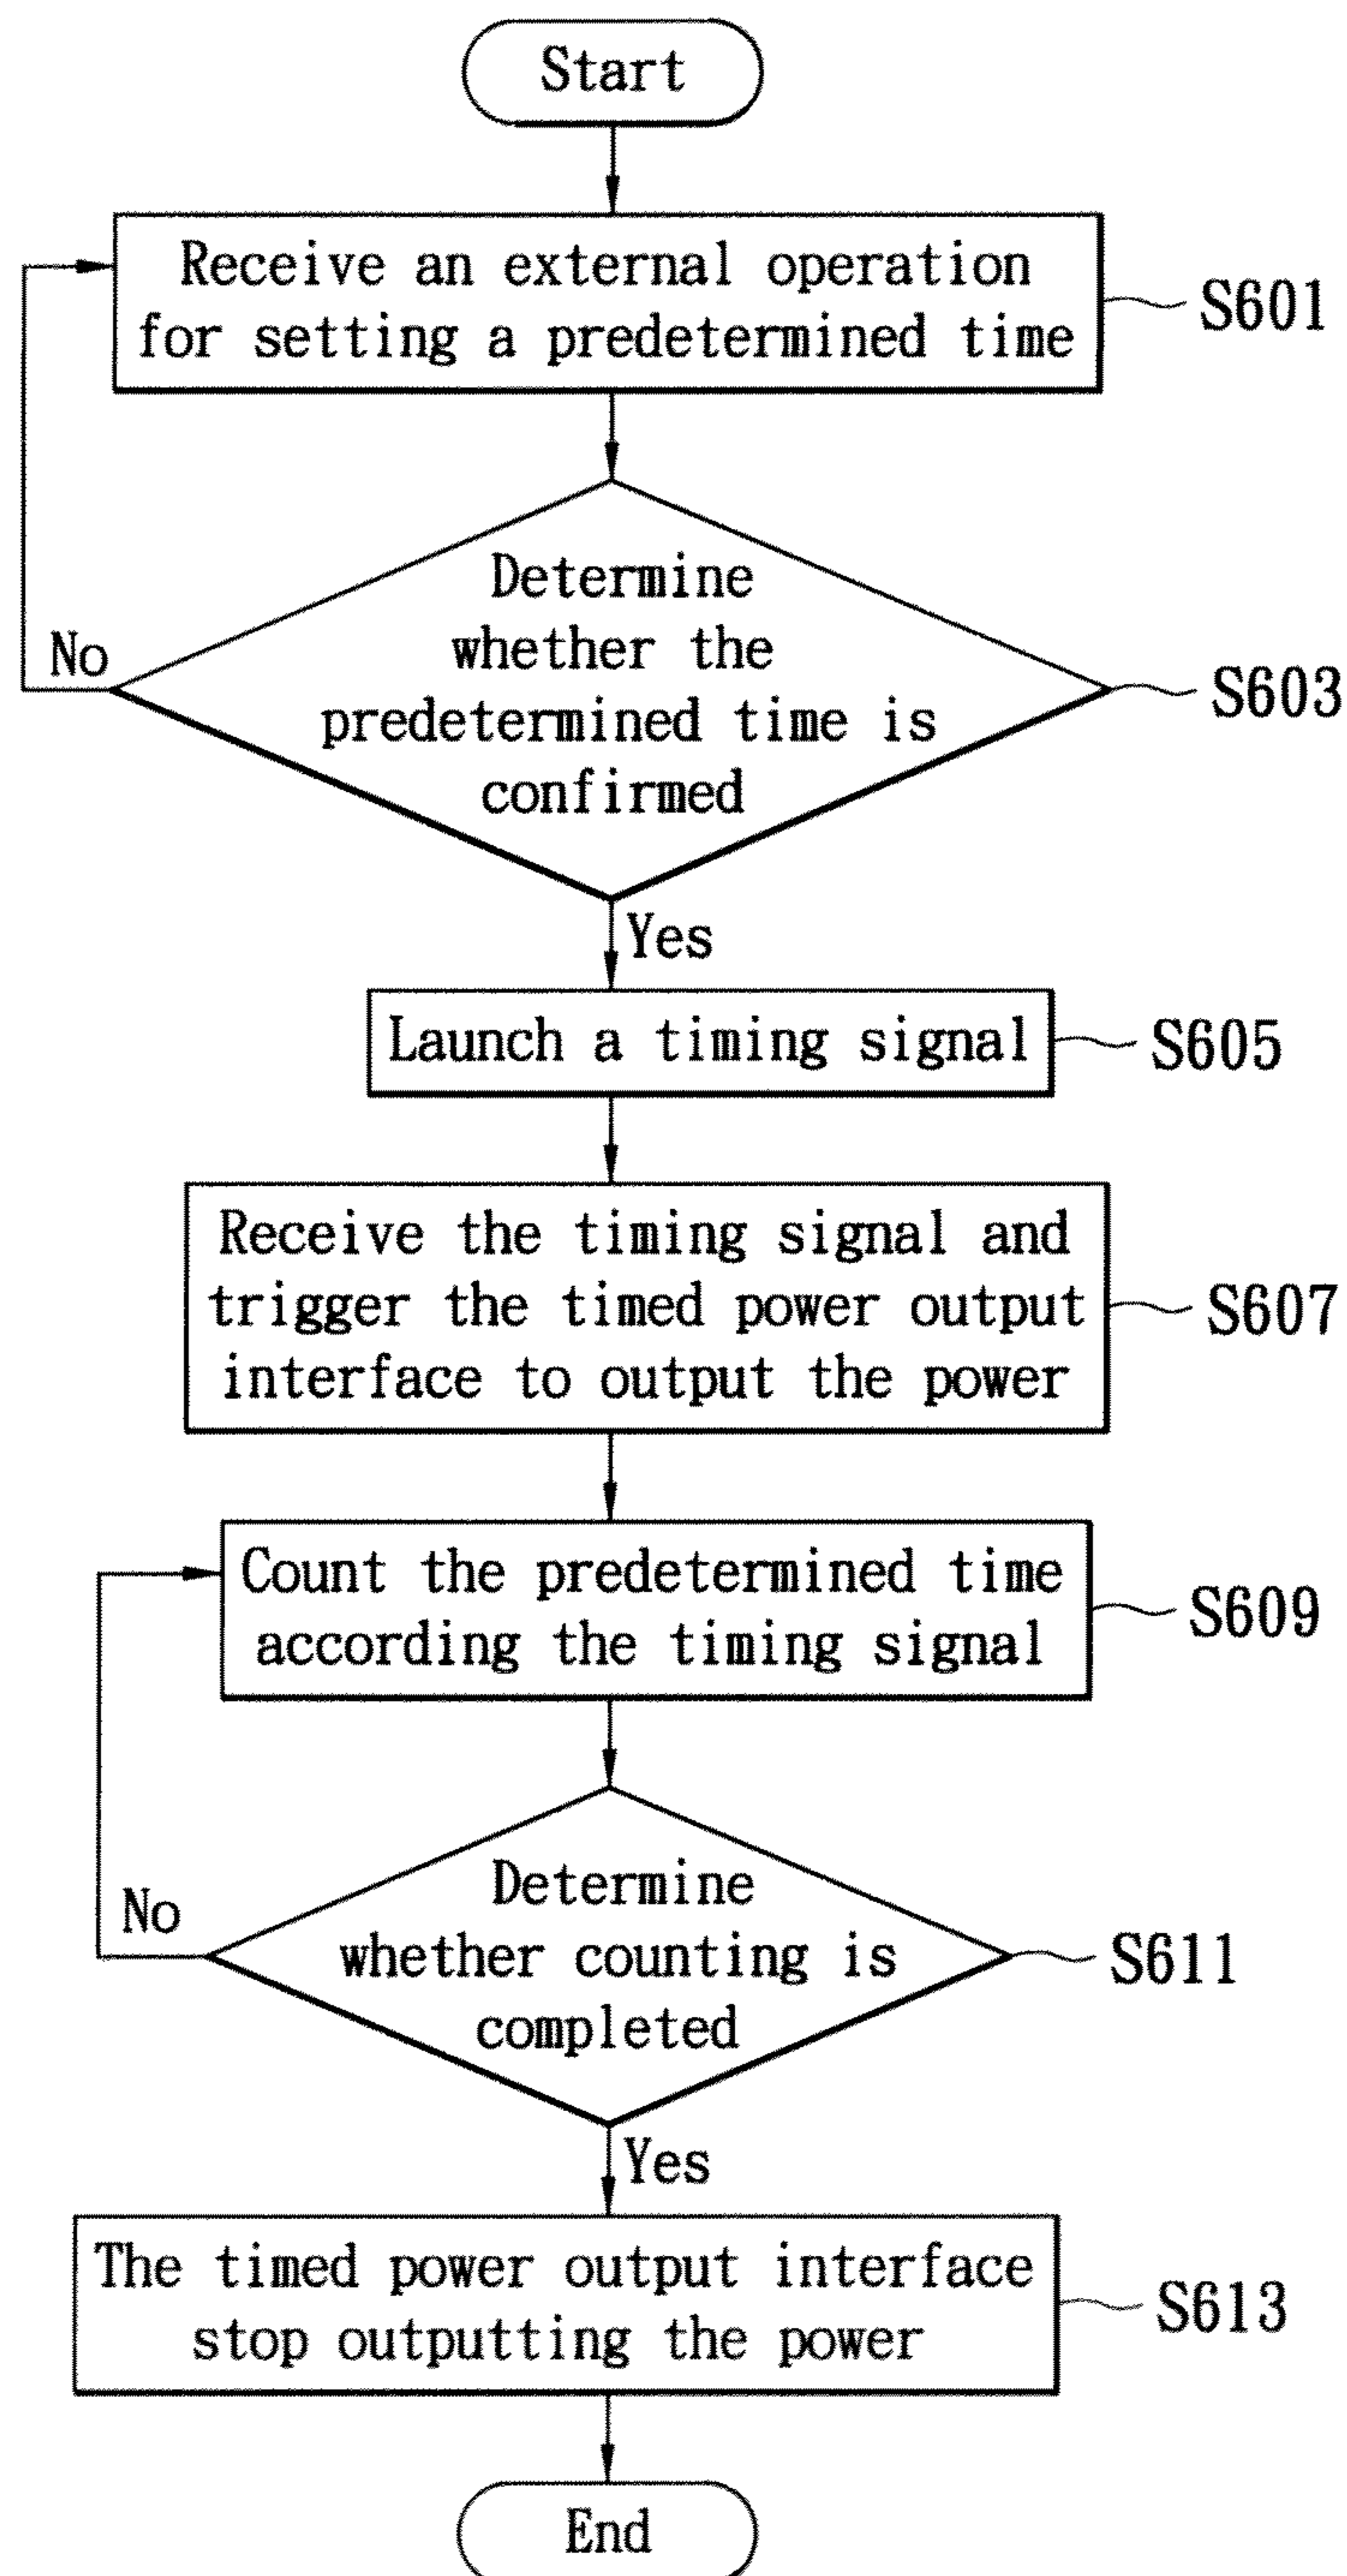 Start
Receive an external operation
for setting a predetermined time
S601
Determine
whether the
predetermined time is
confirmed
No
S603
Yes
Launch a timing signal
S605
Receive the timing signal and
trigger the timed power output
interface to output the power
S607
Count the predetermined time
according the timing signal
S609
Determine
whether counting is
completed
No
S611
Yes
The timed power output interface
stop outputting the power
S613
End